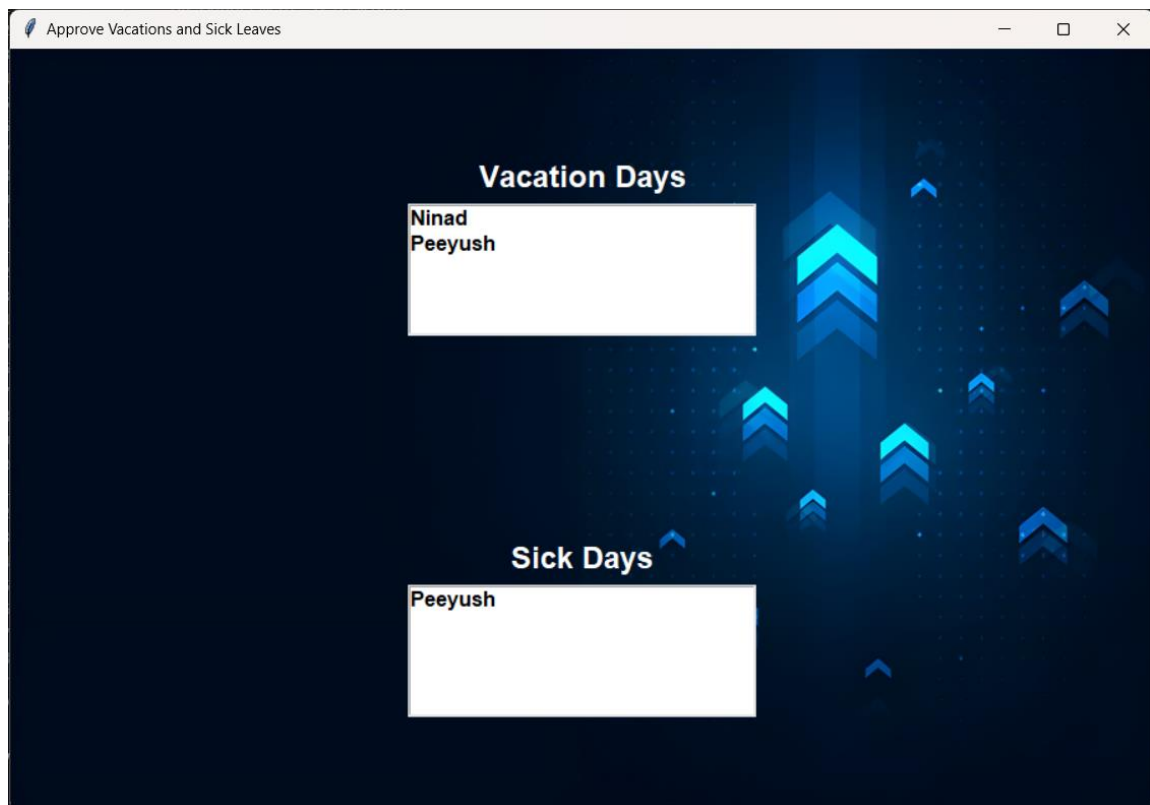 Approve Vacations and Sick Leaves
Vacation Days
Ninad
Peeyush
Sick Days
Peeyush